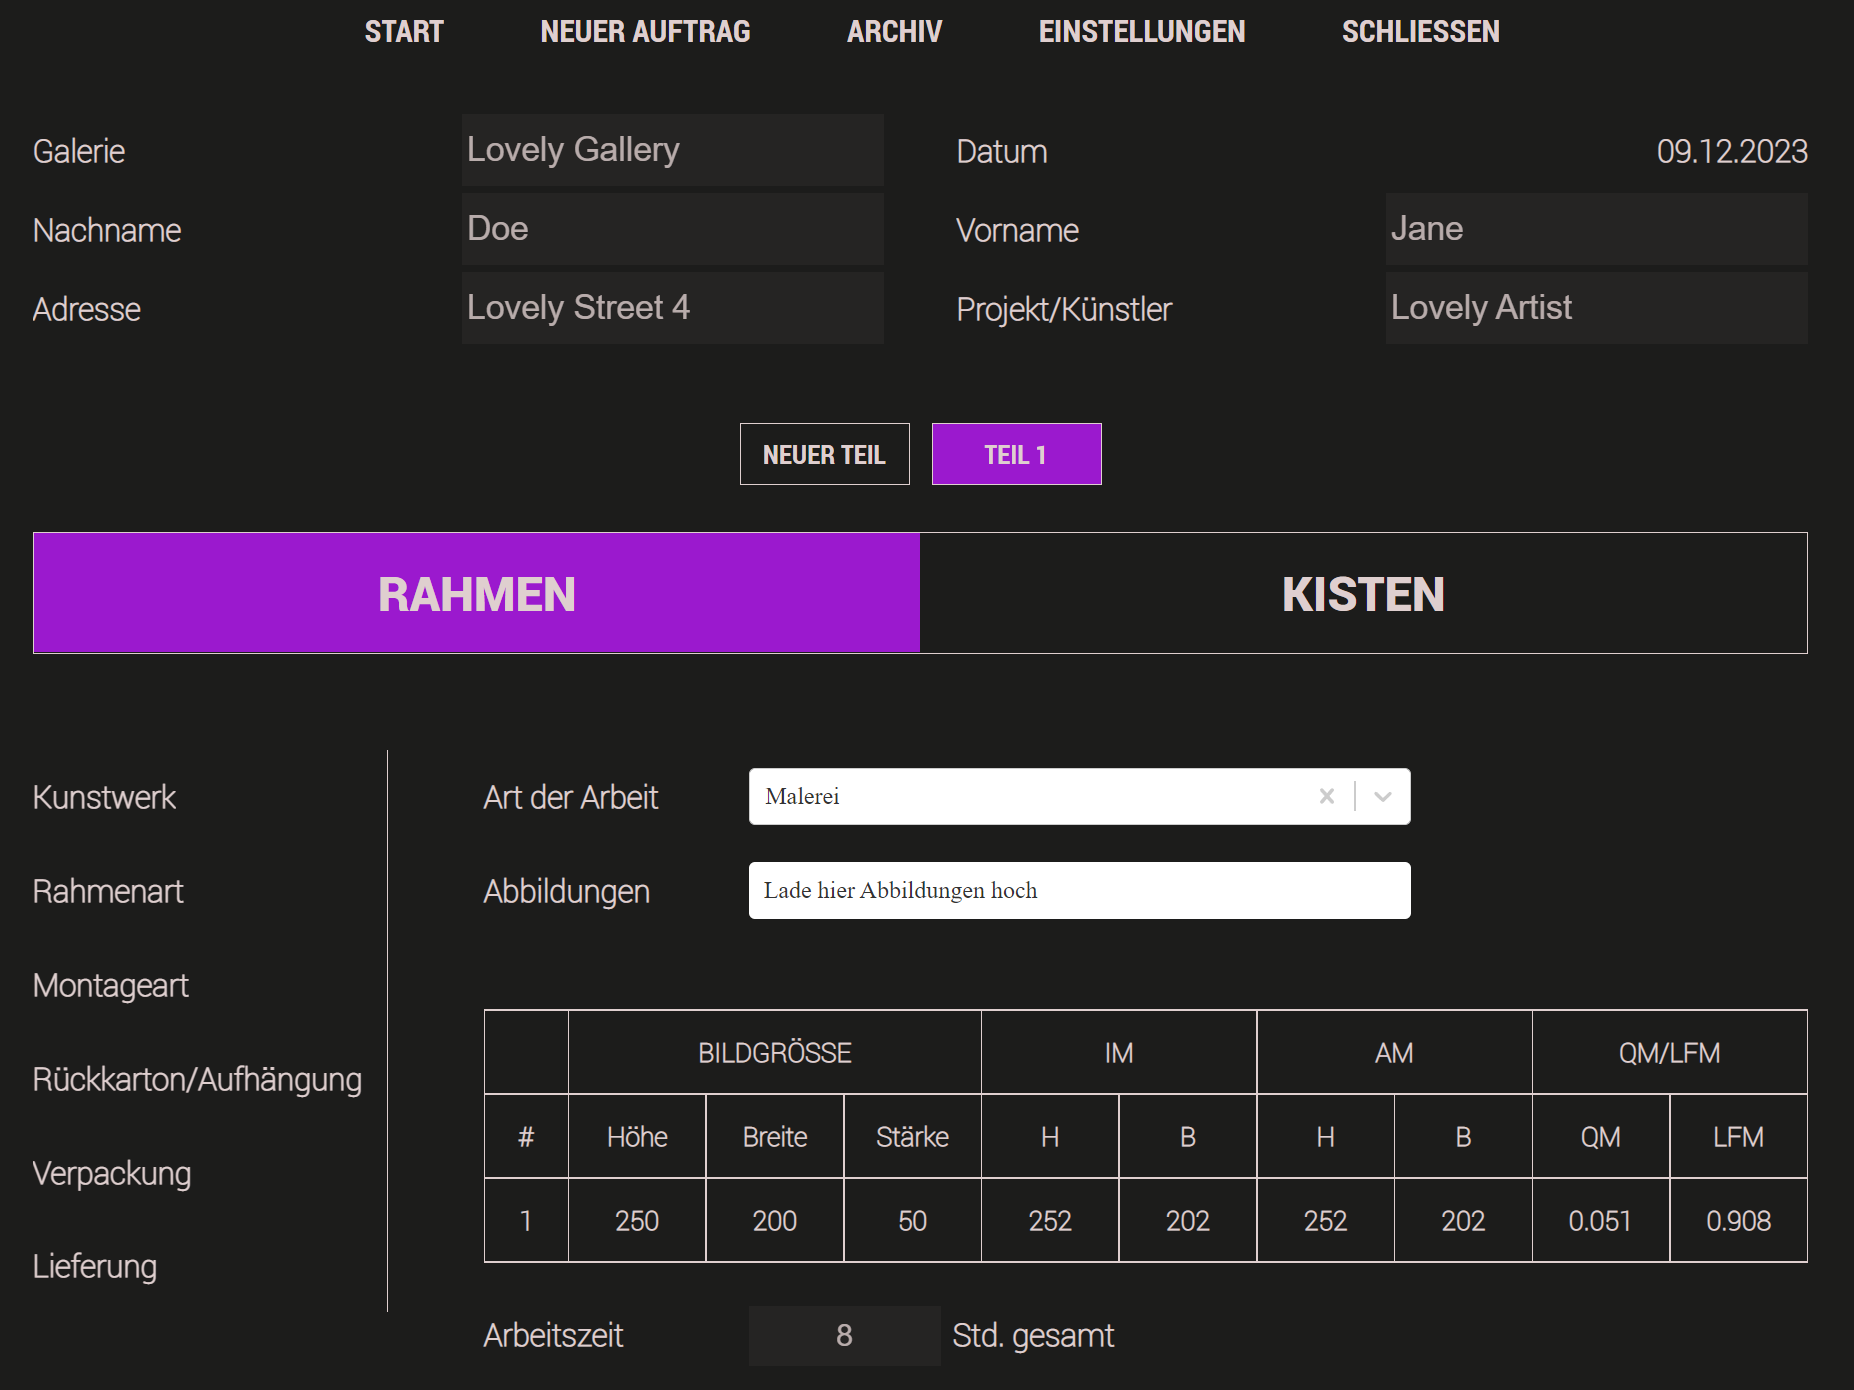 START NEUER AUFTRAG ARCHIV EINSTELLUNGEN SCHLIESSEN
Galerie Lovely Gallery Datum 09.12.2023
Nachname Doe Vorname Jane
Adresse Lovely Street 4 Projekt/Künstler Lovely Artist
NEUER TEIL TEIL 1
RAHMEN KISTEN
Kunstwerk
Rahmenart
Montageart
Rückkarton/Aufhängung
Verpackung
Lieferung
Art der Arbeit Malerei
Abbildungen Lade hier Abbildungen hoch
BILDGRÖSSE IM AM QM/LFM
# Höhe Breite Stärke H B H B QM LFM
1 250 200 50 252 202 252 202 0.051 0.908
Arbeitszeit 8 Std. gesamt